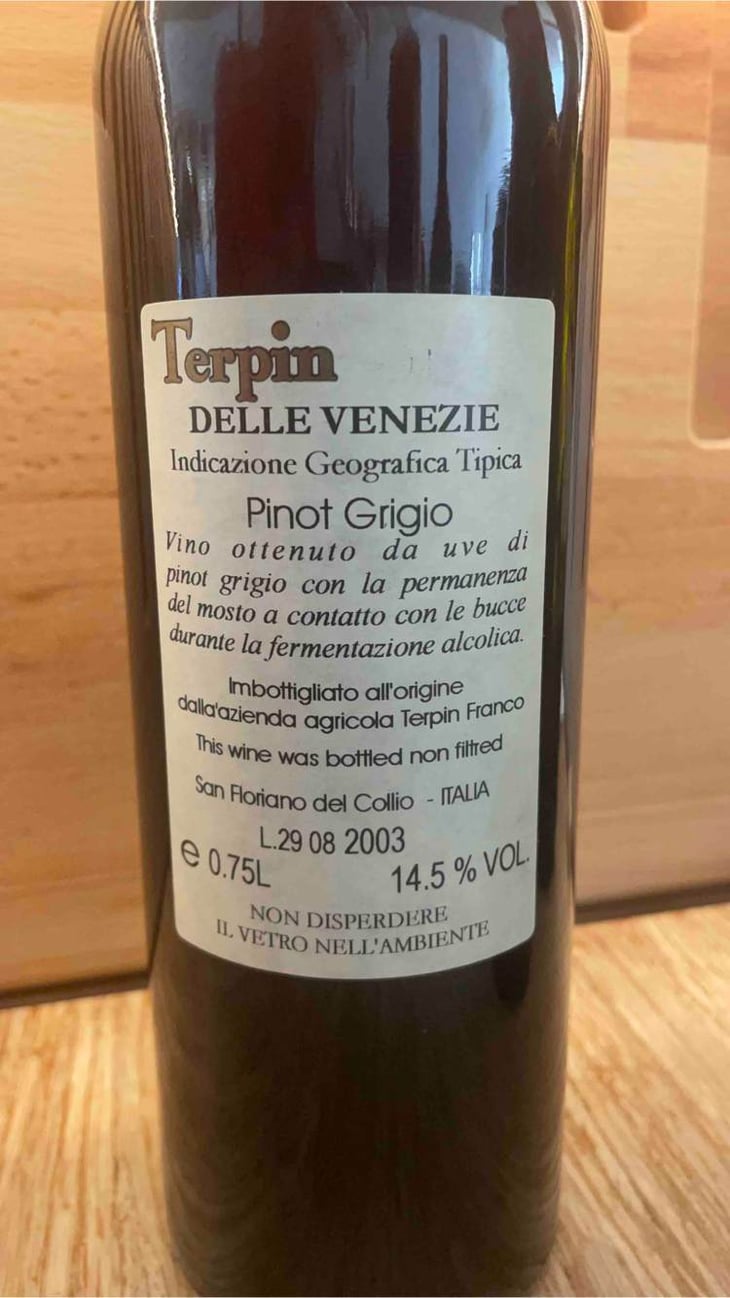 Terpin
DELLE VENEZIE
Indicazione Geografica Tipica
Pinot Grigio
Vino ottenuto da uve di
pinot grigio con la permanenza
del mosto a contatto con le bucce
durante la fermentazione alcolica.
Imbottigliato all'origine
dalla'azienda agricola Terpin Franco
This wine was bottled non filtred
San Floriano del Collio - ITALIA
L.29 08 2003
e 0.75L 14.5 % VOL.
NON DISPERDERE
IL VETRO NELL'AMBIENTE